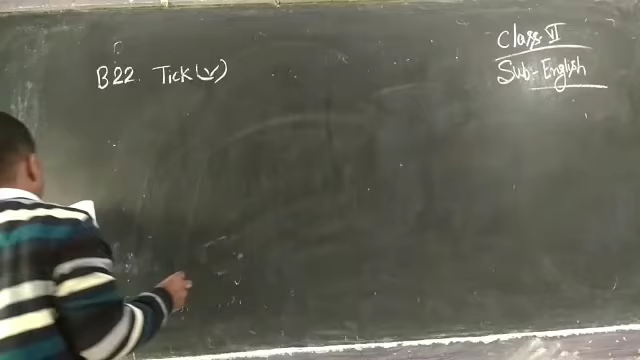 Class VI
Sub- English
B22. Tick (✓)